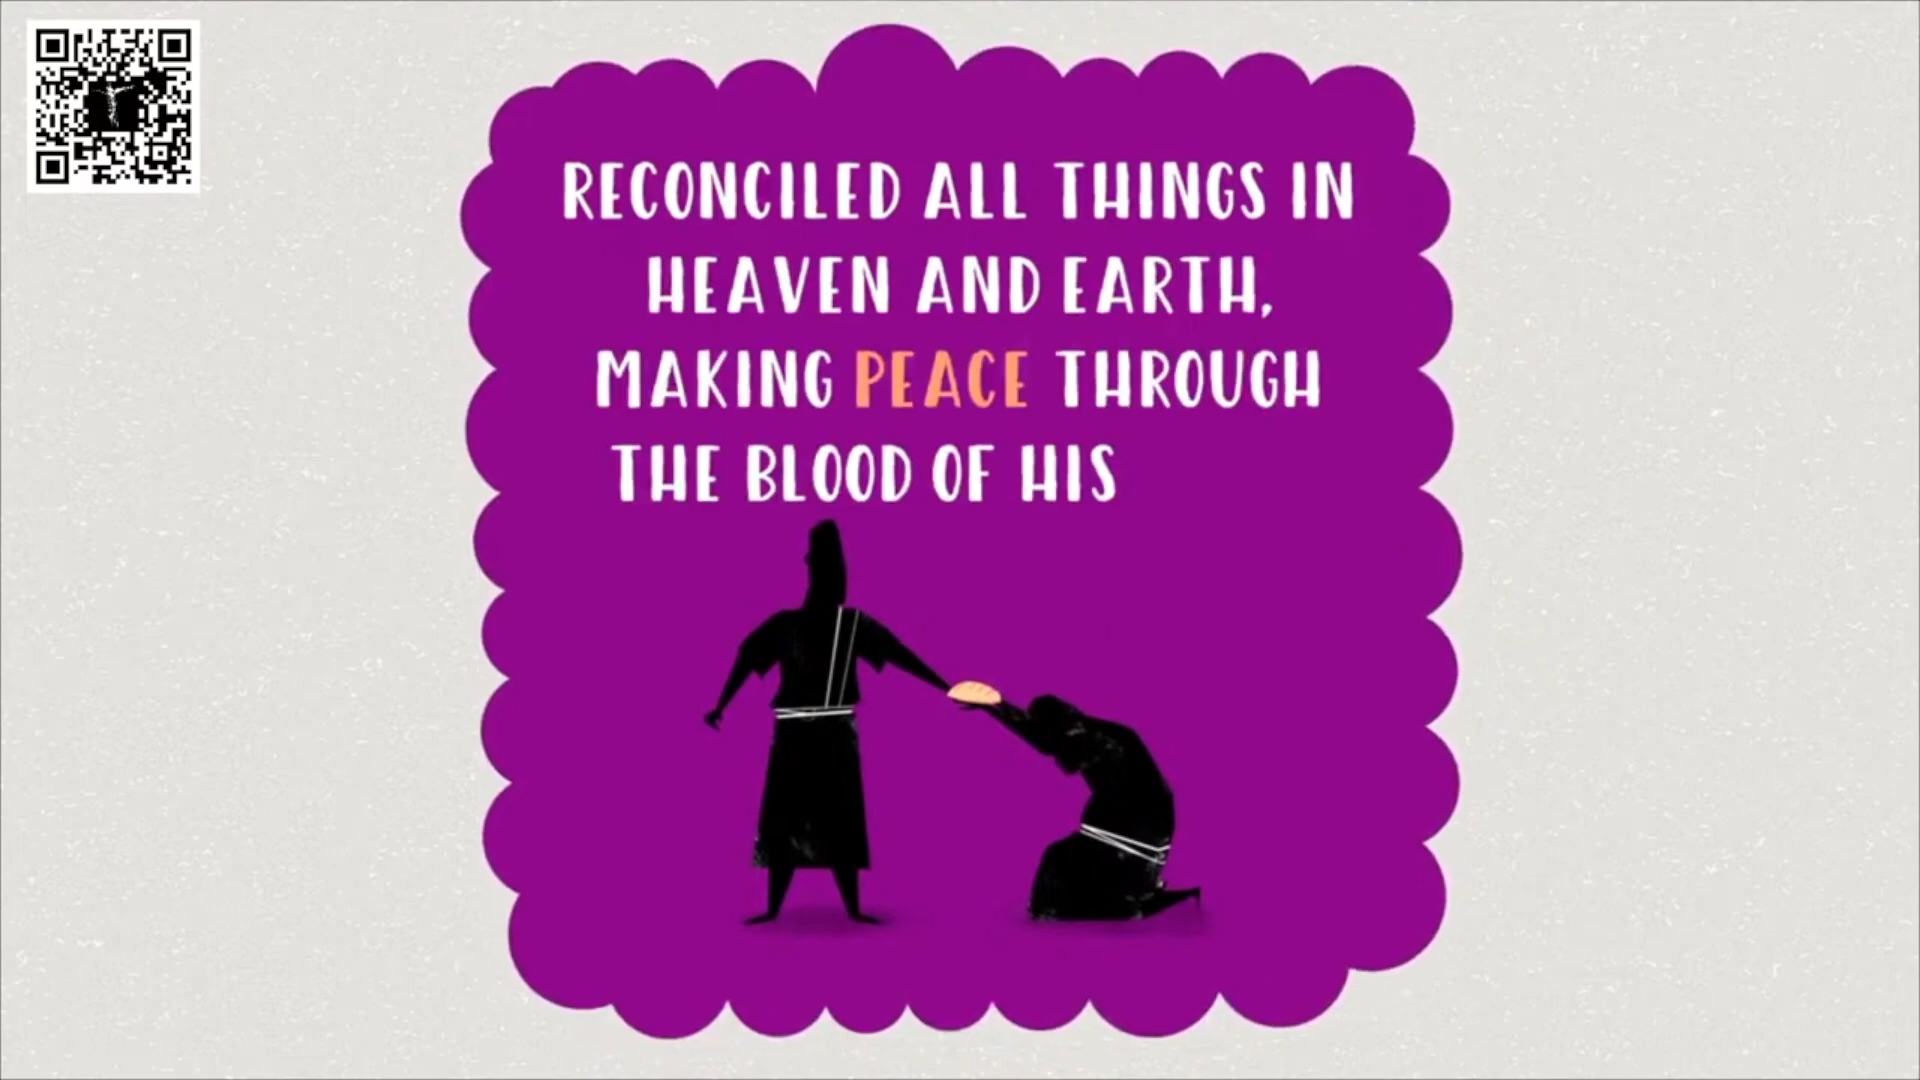 RECONCILED ALL THINGS IN
HEAVEN AND EARTH,
MAKING PEACE THROUGH
THE BLOOD OF HIS